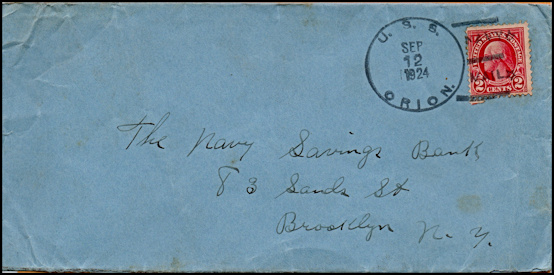 U. S. S.
SEP
12
1924
ORION.
UNITED STATES POSTAGE
2 CENTS 2
The Navy Savings Bank
83 Sands St
Brooklyn N. Y.